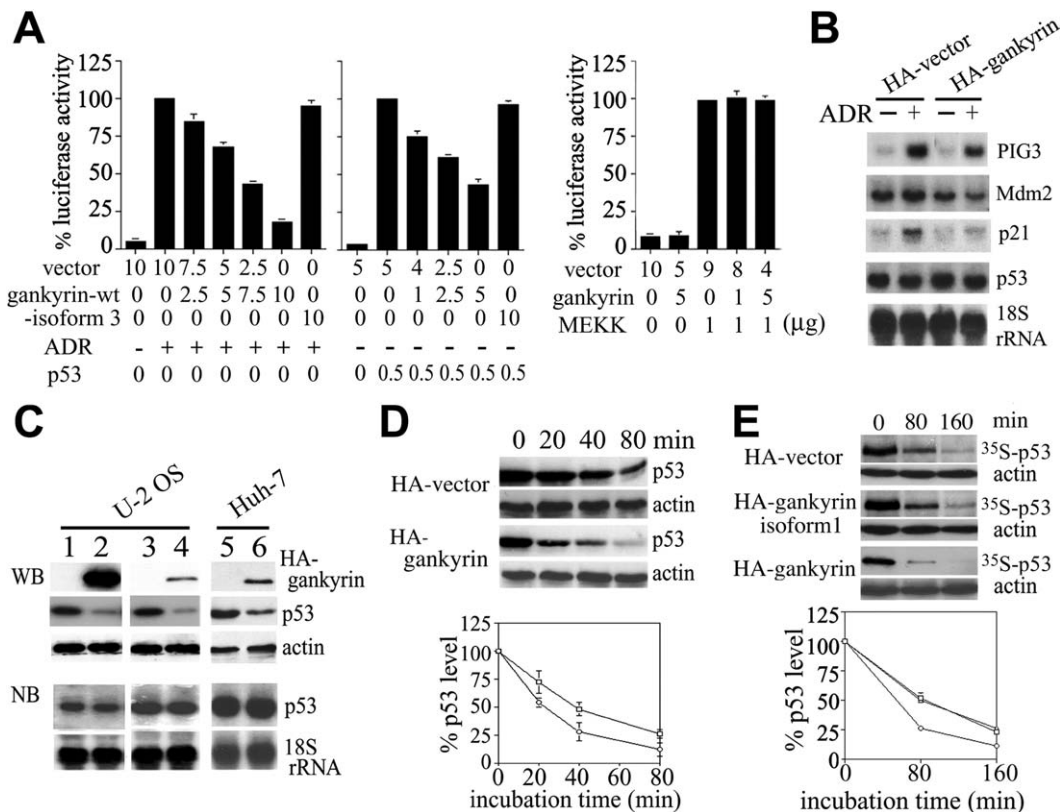 A
% luciferase activity
125
100
75
50
25
vector 10 10 7.5 5 2.5 0 0
gankyrin-wt 0 0 2.5 5 7.5 10 0
-isoform 3 0 0 0 0 0 0 10
ADR - + + + + + +
p53 0 0 0 0 0 0 0
125
100
75
50
25
5 5 4 2.5 0 0
0 0 1 2.5 5 0
0 0 0 0 0 10
- - - - - -
0 0.5 0.5 0.5 0.5 0.5
% luciferase activity
125
100
75
50
25
vector 10 5 9 8 4
gankyrin 0 5 0 1 5
MEKK 0 0 1 1 1 (μg)
B
HA-vector
HA-gankyrin
ADR - + - +
PIG3
Mdm2
p21
p53
18S
rRNA
C
U-2 OS
Huh-7
1 2 3 4 5 6
WB
HA-
gankyrin
p53
actin
NB
p53
18S
rRNA
D
0 20 40 80 min
HA-vector
p53
actin
HA-
gankyrin
p53
actin
% p53 level
125
100
75
50
25
0
0 20 40 60 80
incubation time (min)
E
0 80 160 min
HA-vector
³⁵S-p53
actin
HA-gankyrin
isoform1
³⁵S-p53
actin
HA-gankyrin
³⁵S-p53
actin
% p53 level
125
100
75
50
25
0
0 80 160
incubation time (min)